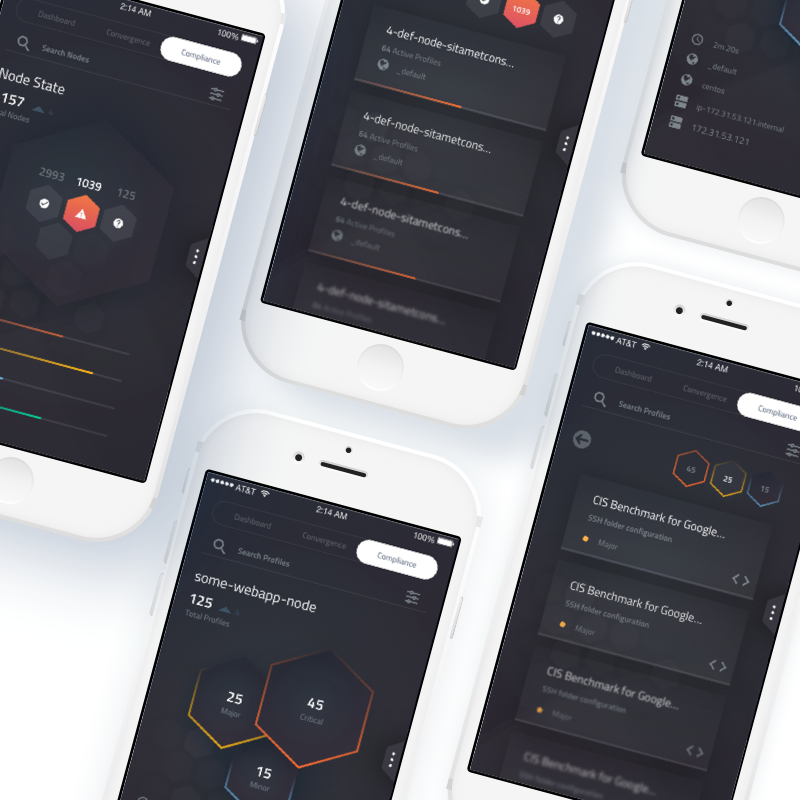 2:14 AM
100%
Dashboard
Convergence
Compliance
Search Nodes
Node State
157
al Nodes
2993
1039
125
1039
4-def-node-sitametcons...
64 Active Profiles
_default
4-def-node-sitametcons...
64 Active Profiles
_default
4-def-node-sitametcons...
64 Active Profiles
_default
4-def-node-sitametcons...
2m 20s
_default
centos
ip-172.31.53.121.internal
172.31.53.121
AT&T
2:14 AM
100%
Dashboard
Convergence
Compliance
Search Profiles
some-webapp-node
125
Total Profiles
25
Major
45
Critical
15
Minor
AT&T
2:14 AM
Dashboard
Convergence
Compliance
Search Profiles
45
25
15
CIS Benchmark for Google...
SSH folder configuration
Major
CIS Benchmark for Google...
SSH folder configuration
Major
CIS Benchmark for Google...
SSH folder configuration
Major
CIS Benchmark for Google...